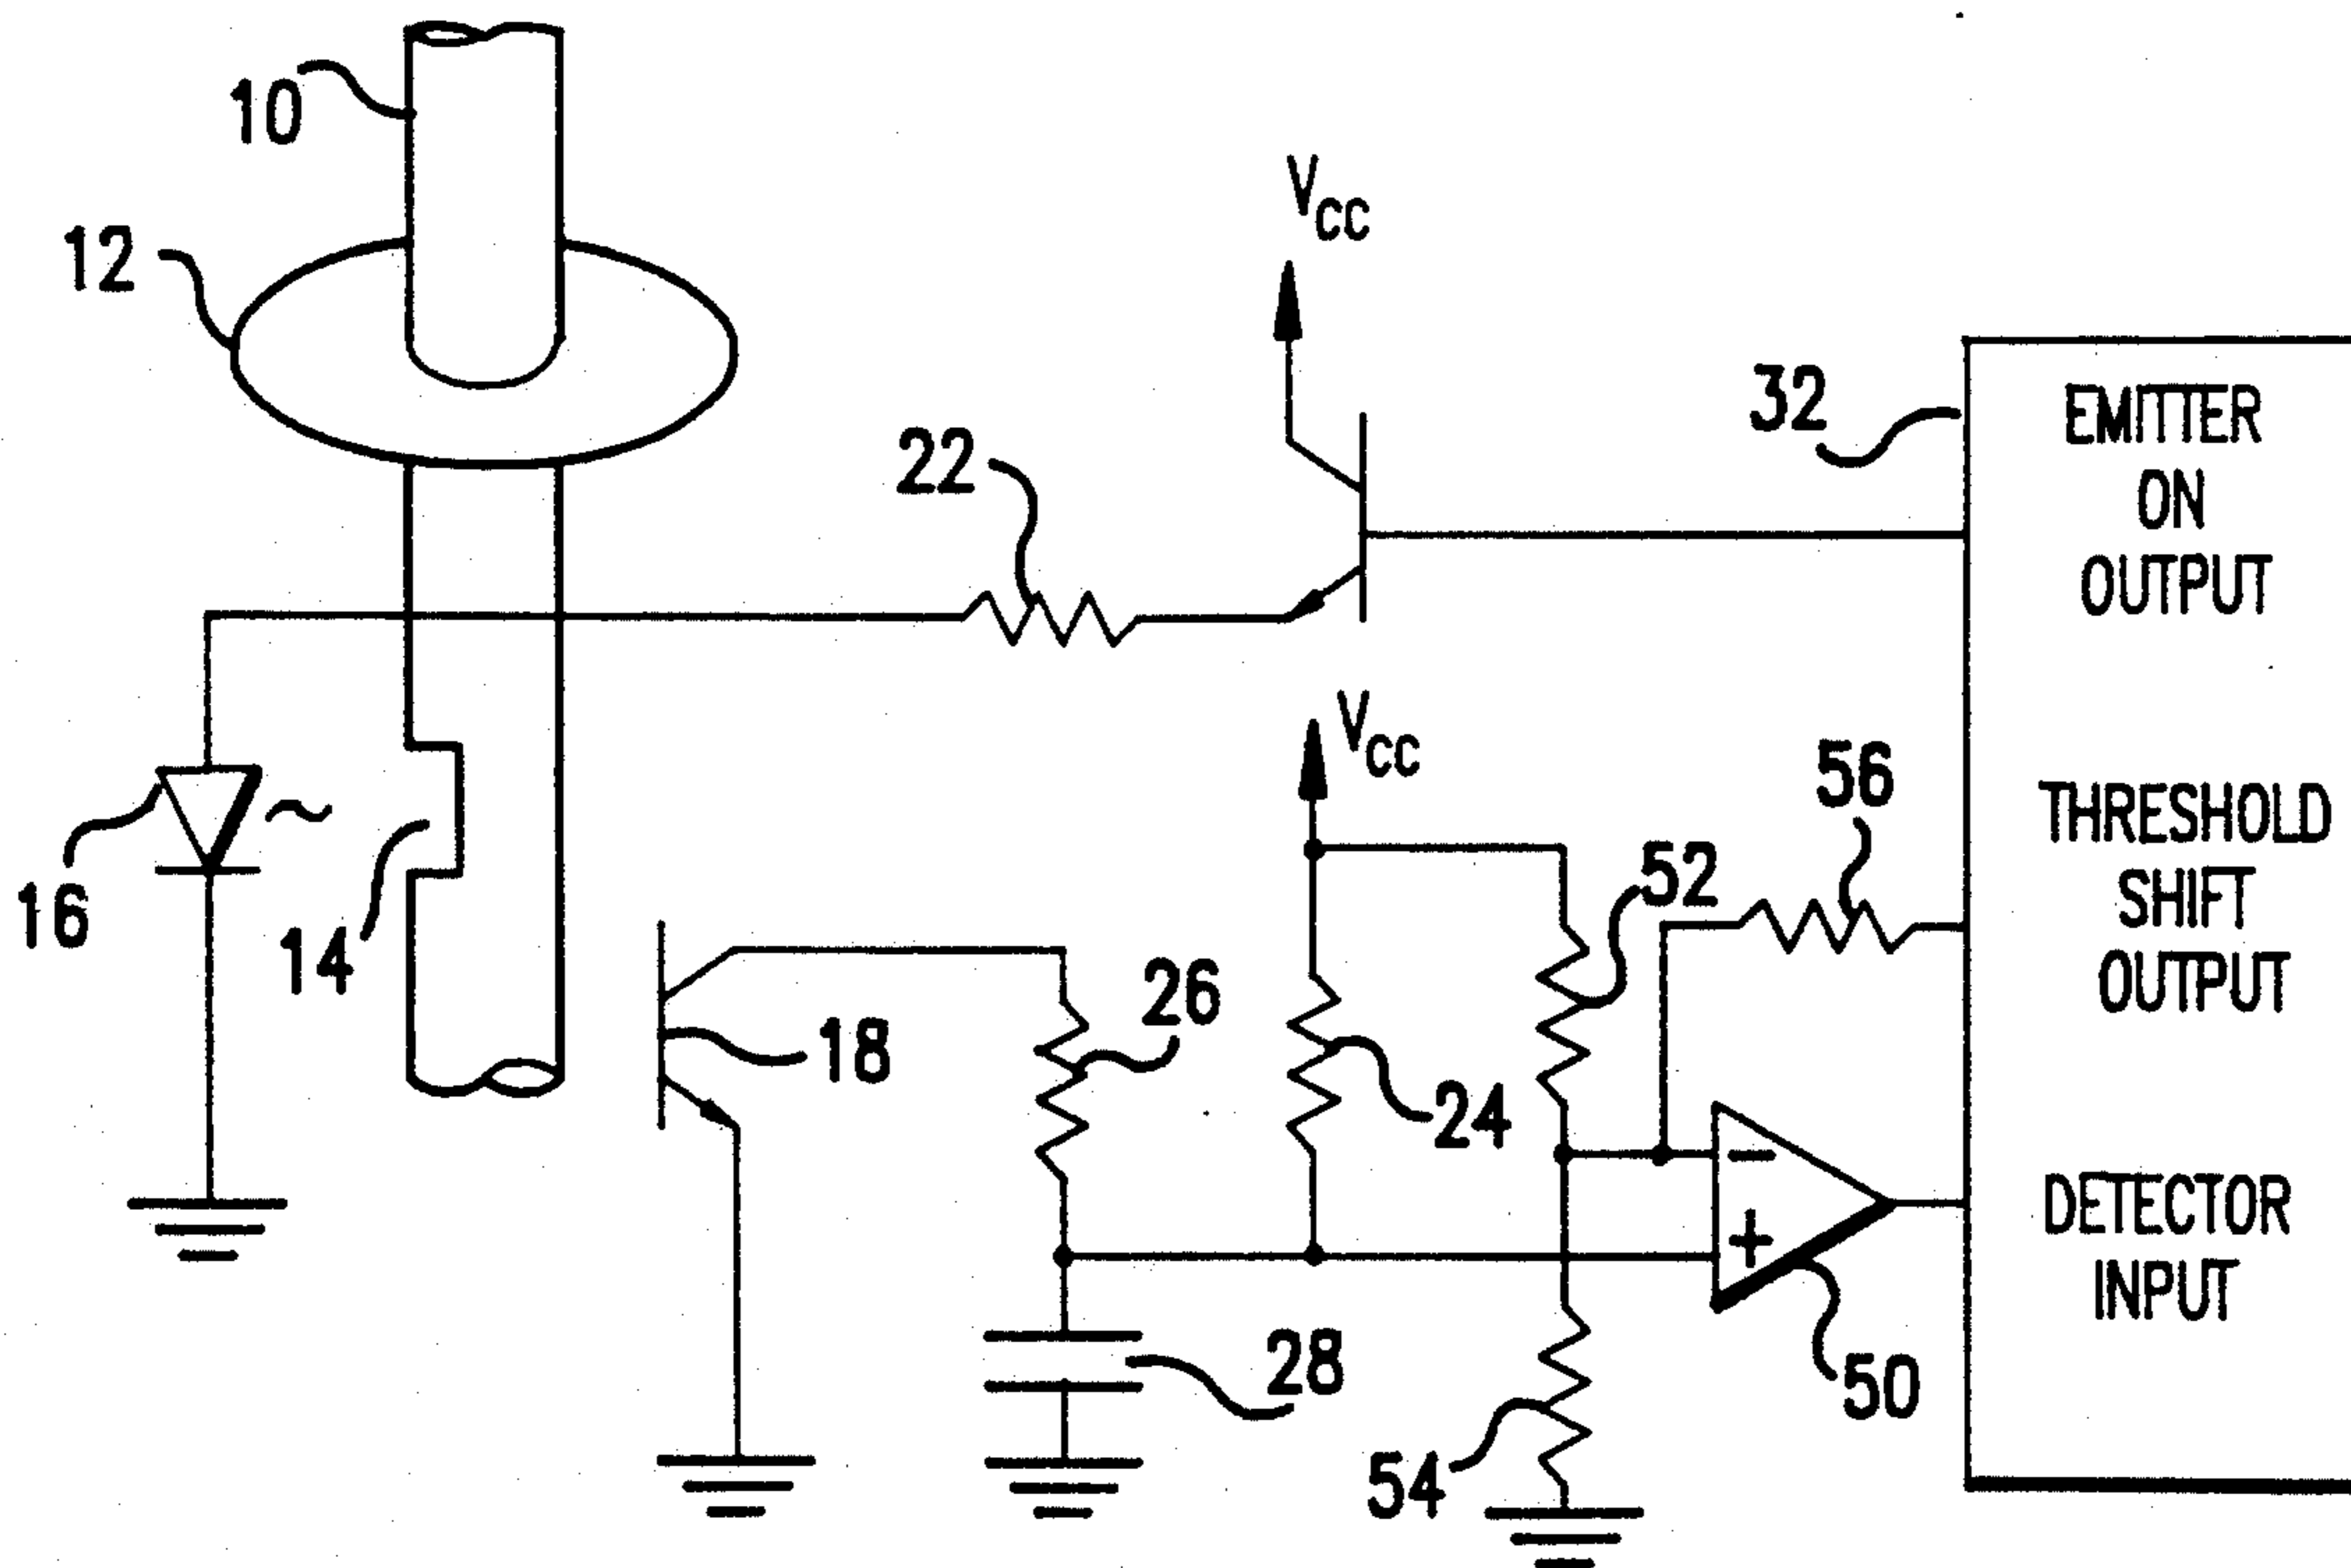 10
12
V_CC
22
32
EMITTER
ON
OUTPUT
16
14
18
26
V_CC
24
52
56
THRESHOLD
SHIFT
OUTPUT
28
54
50
DETECTOR
INPUT